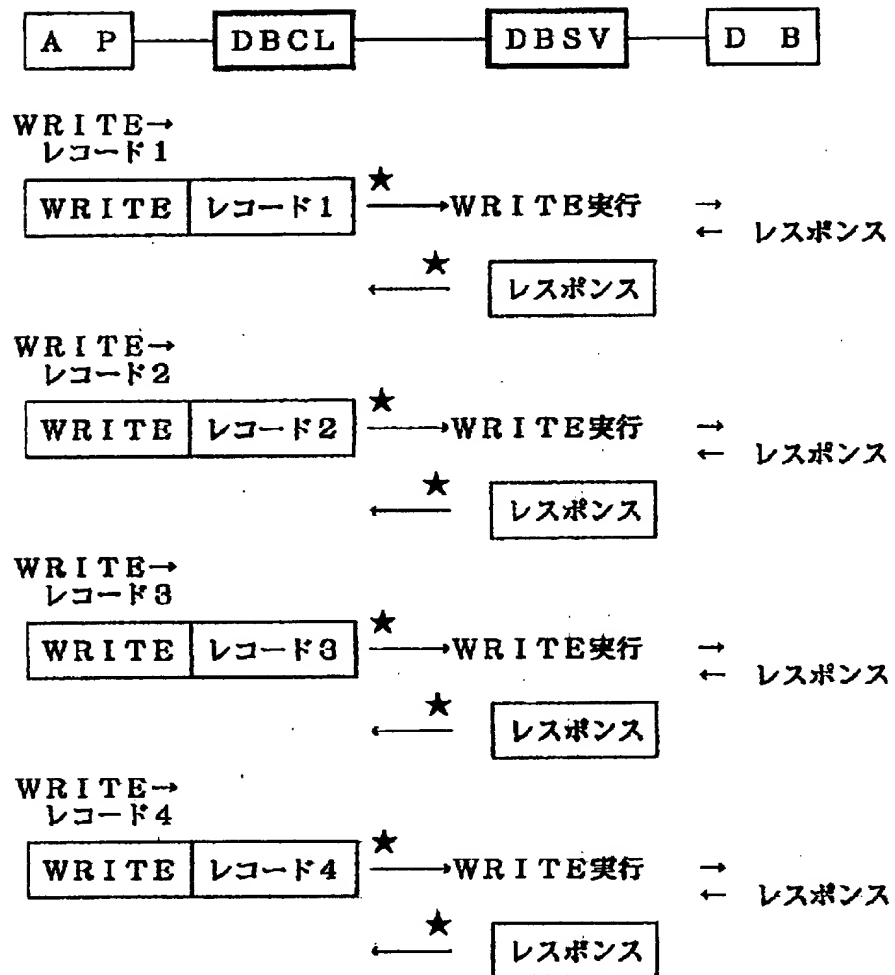 AP DBCL DBSV DB
WRITE→
レコード1
WRITE レコード1 ★ →WRITE実行 →
← レスポンス
← ★ レスポンス
WRITE→
レコード2
WRITE レコード2 ★ →WRITE実行 →
← レスポンス
← ★ レスポンス
WRITE→
レコード3
WRITE レコード3 ★ →WRITE実行 →
← レスポンス
← ★ レスポンス
WRITE→
レコード4
WRITE レコード4 ★ →WRITE実行 →
← レスポンス
← ★ レスポンス